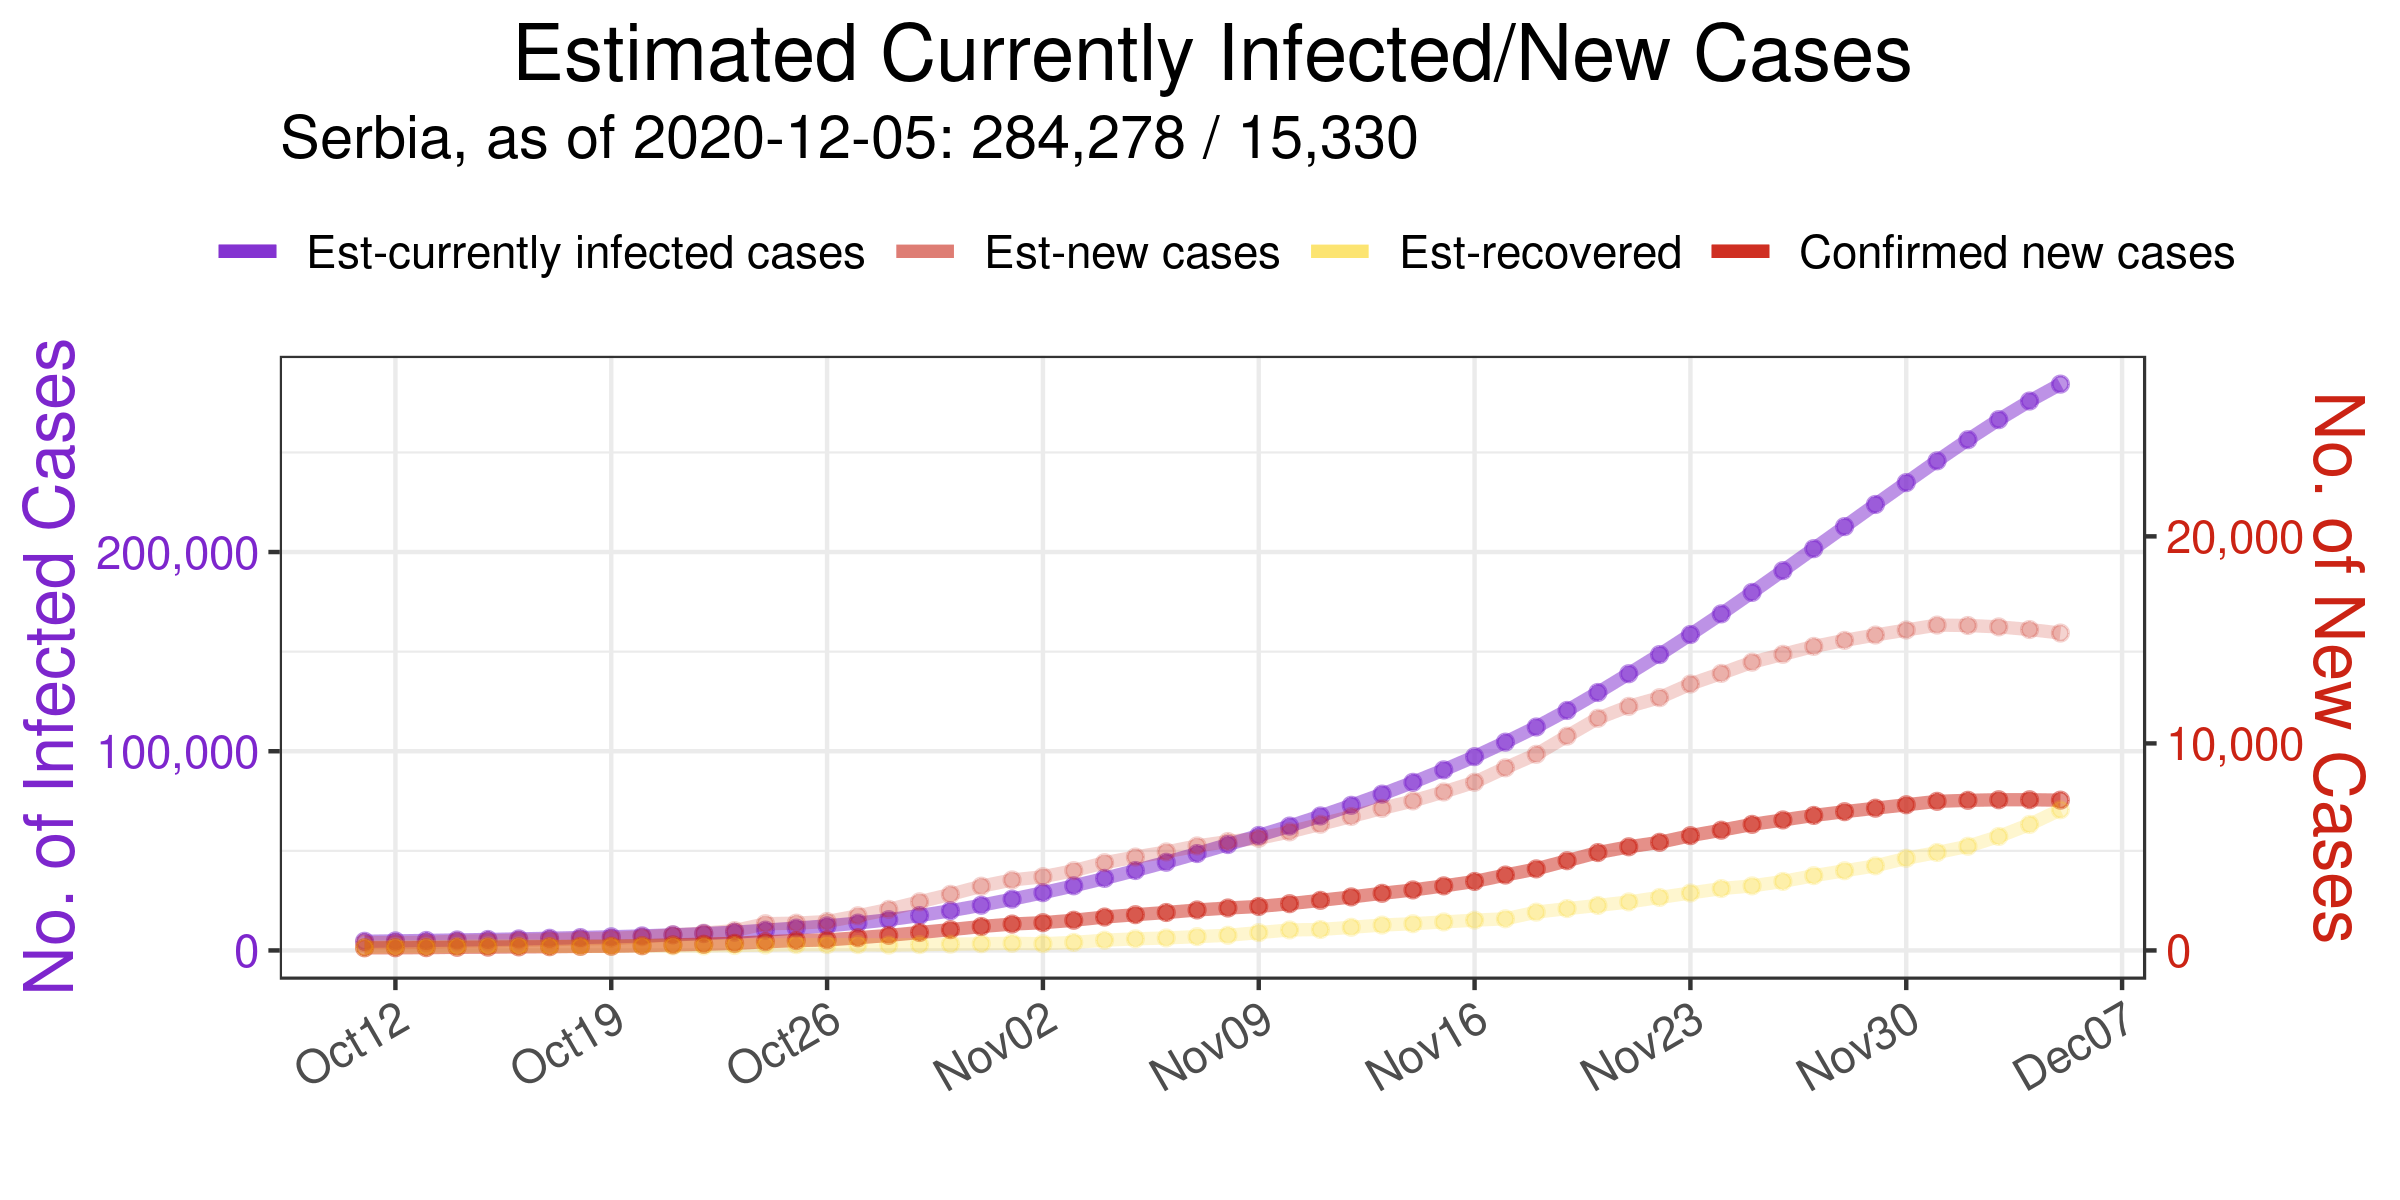 Estimated Currently Infected/New Cases
Serbia, as of 2020-12-05: 284,278 / 15,330
Est-currently infected cases Est-new cases Est-recovered Confirmed new cases
No. of Infected Cases
200,000
100,000
0
20,000
10,000
0
No. of New Cases
Oct12 Oct19 Oct26 Nov02 Nov09 Nov16 Nov23 Nov30 Dec07